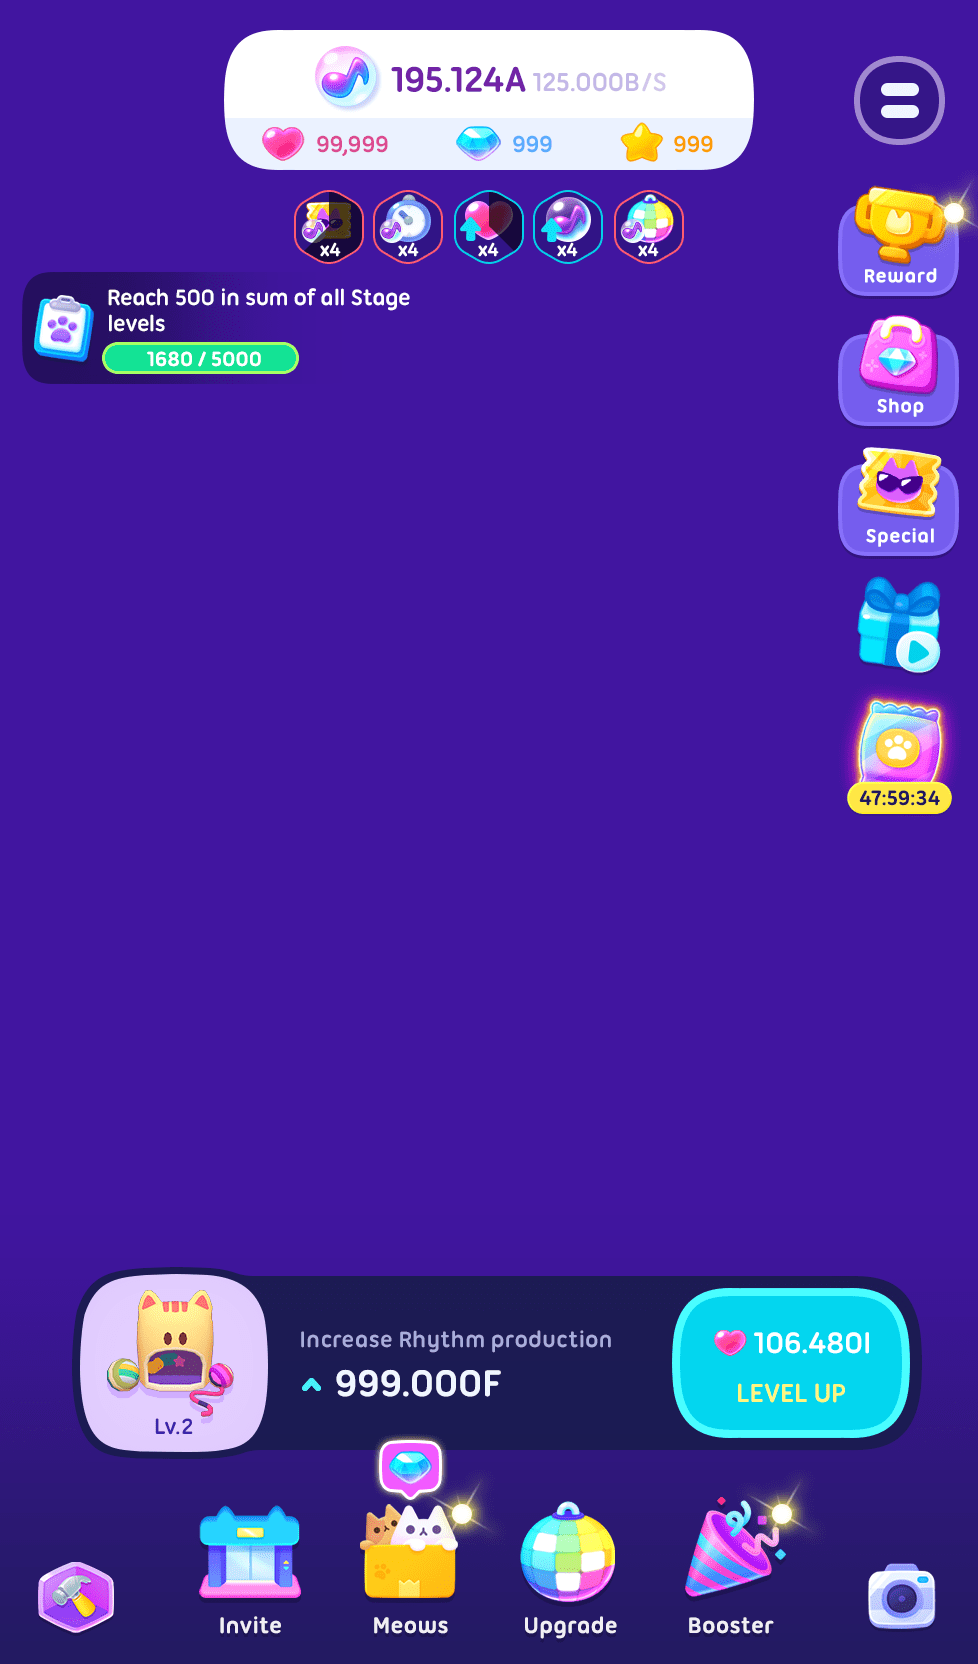 195.124A 125.000B/S
99,999 999 999
x4 x4 x4 x4 x4
Reach 500 in sum of all Stage
levels
1680 / 5000
Reward
Shop
Special
47:59:34
Increase Rhythm production
999.000F
Lv.2
106.480I
LEVEL UP
Invite Meows Upgrade Booster